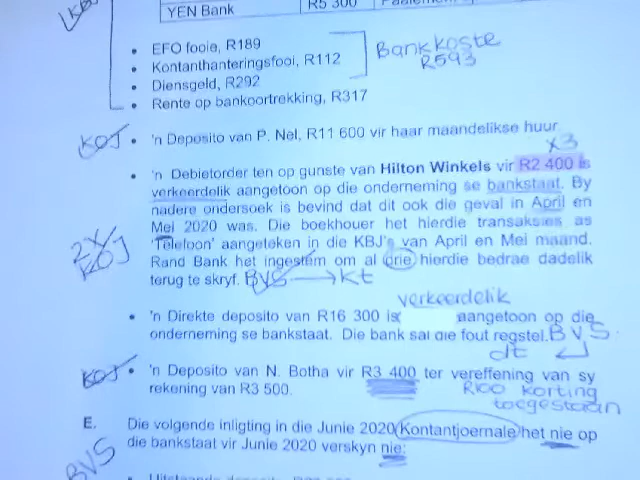 KBJ
YEN Bank R5 300
• EFO fooie, R189
• Kontanthanteringsfooi, R112
• Diensgeld, R292
• Rente op bankoortrekking, R317
Bankkoste
R593
KOJ • 'n Deposito van P. Nel, R11 600 vir haar maandelikse huur
x3
• 'n Debietorder ten op gunste van Hilton Winkels vir R2 400 is
verkeerdelik aangetoon op die onderneming se bankstaat. By
nadere ondersoek is bevind dat dit ook die geval in April en
Mei 2020 was. Die boekhouer het hierdie transaksies as
'Telefoon' aangeteken in die KBJ's van April en Mei maand.
Rand Bank het ingestem om al drie hierdie bedrae dadelik
terug te skryf. BVS → Kt
2X
KOJ
verkeerdelik
• 'n Direkte deposito van R16 300 is aangetoon op die
onderneming se bankstaat. Die bank sal die fout regstel. BVS
dt
KOJ • 'n Deposito van N. Botha vir R3 400 ter vereffening van sy
rekening van R3 500.
R100 korting
toegestaan
E. Die volgende inligting in die Junie 2020 Kontantjoernale het nie op
die bankstaat vir Junie 2020 verskyn nie:
BVS